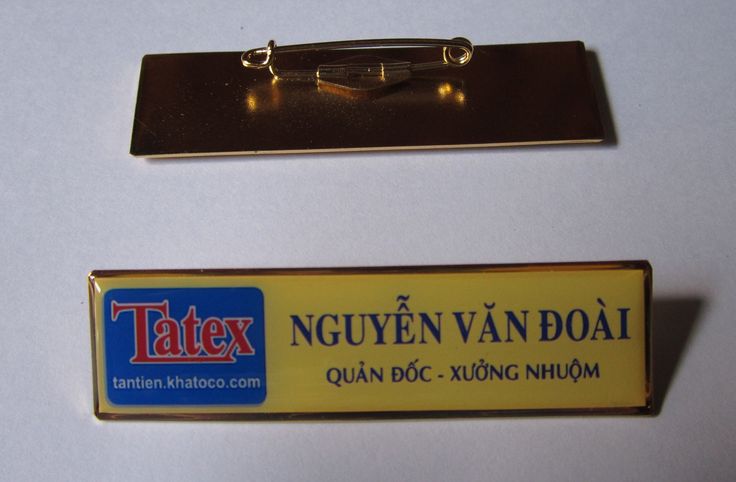 Tatex
tantien.khatoco.com
NGUYỄN VĂN ĐOÀI
QUẢN ĐỐC - XƯỞNG NHUỘM